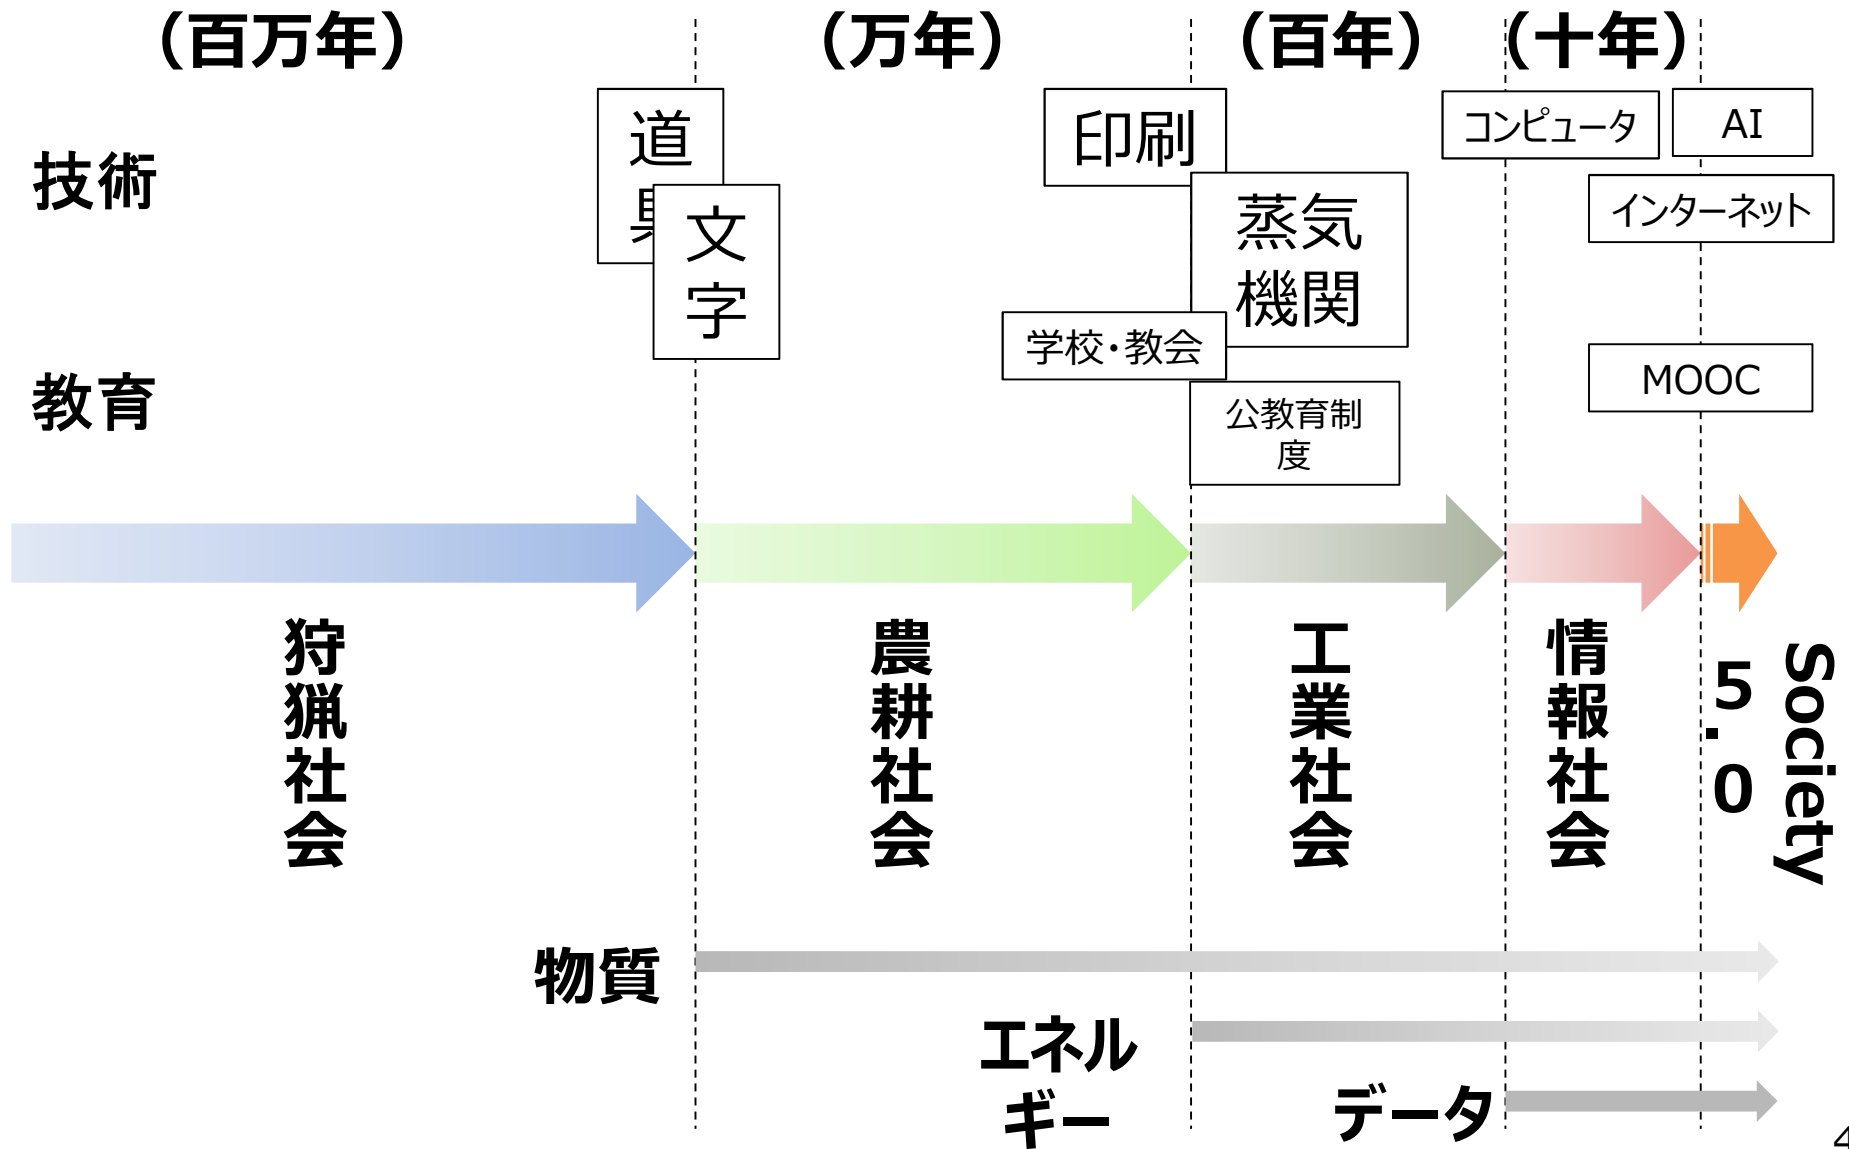 （百万年）
（万年）
（百年）
（十年）
技術
道
具
文
字
印刷
蒸気
機関
コンピュータ
AI
インターネット
教育
学校・教会
公教育制
度
MOOC
狩猟社会
農耕社会
工業社会
情報社会
Society
5.0
物質
エネル
ギー
データ
4